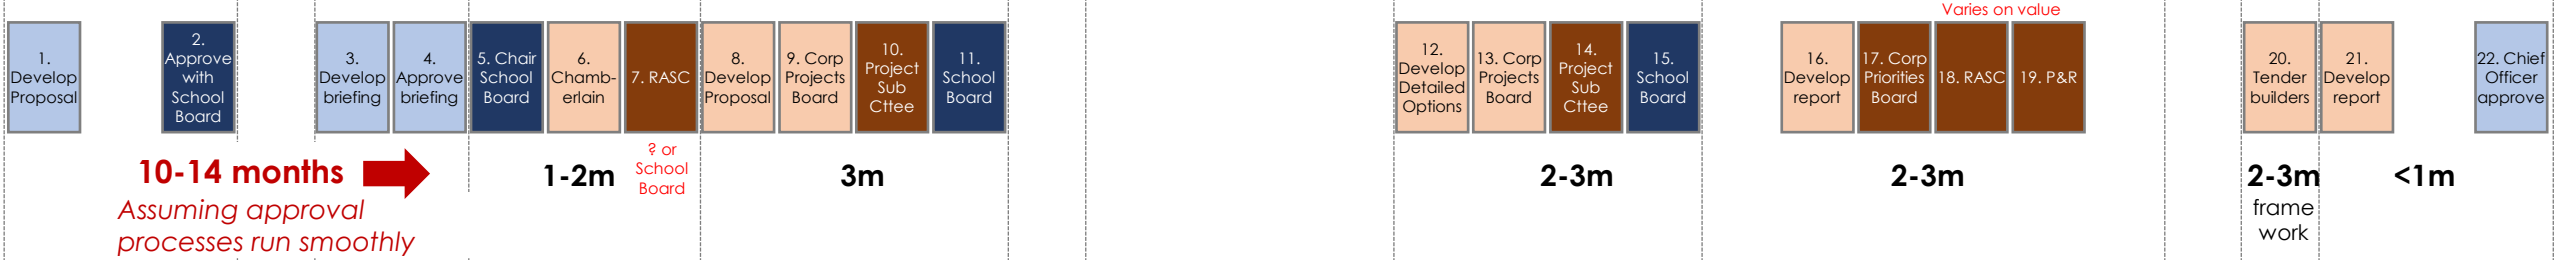 Varies on value
1.
Develop
Proposal
2.
Approve
with
School
Board
3.
Develop
briefing
4.
Approve
briefing
5. Chair
School
Board
6.
Chamb-
erlain
7. RASC
8.
Develop
Proposal
9. Corp
Projects
Board
10.
Project
Sub
Cttee
11.
School
Board
12.
Develop
Detailed
Options
13. Corp
Projects
Board
14.
Project
Sub
Cttee
15.
School
Board
16.
Develop
report
17. Corp
Priorities
Board
18. RASC
19. P&R
20.
Tender
builders
21.
Develop
report
22. Chief
Officer
approve
10-14 months
Assuming approval
processes run smoothly
1-2m
? or
School
Board
3m
2-3m
2-3m
2-3m
frame
work
<1m